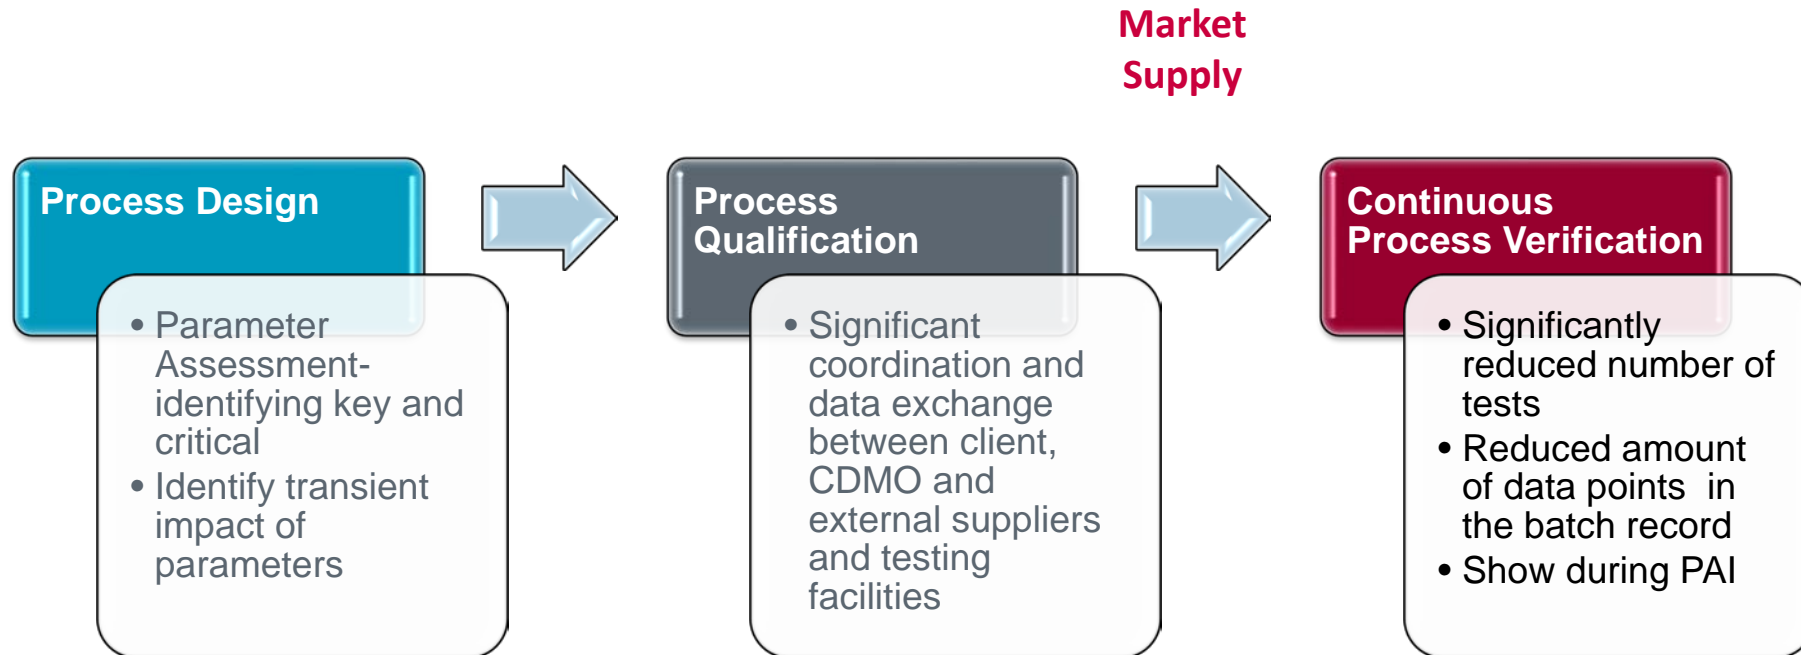 Market
Supply
Process Design
• Parameter
Assessment-
identifying key and
critical
• Identify transient
impact of
parameters
Process
Qualification
• Significant
coordination and
data exchange
between client,
CDMO and
external suppliers
and testing
facilities
Continuous
Process Verification
• Significantly
reduced number of
tests
• Reduced amount
of data points  in
the batch record
• Show during PAI